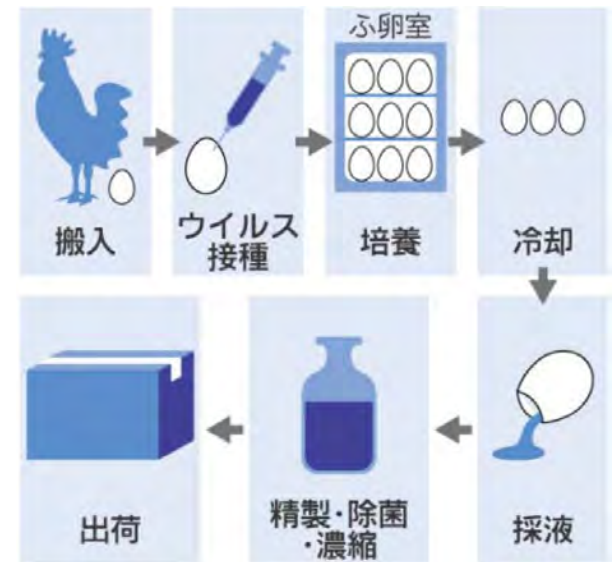 ふ卵室
搬入
ウイルス
接種
培養
冷却
採液
精製・除菌
・濃縮
出荷